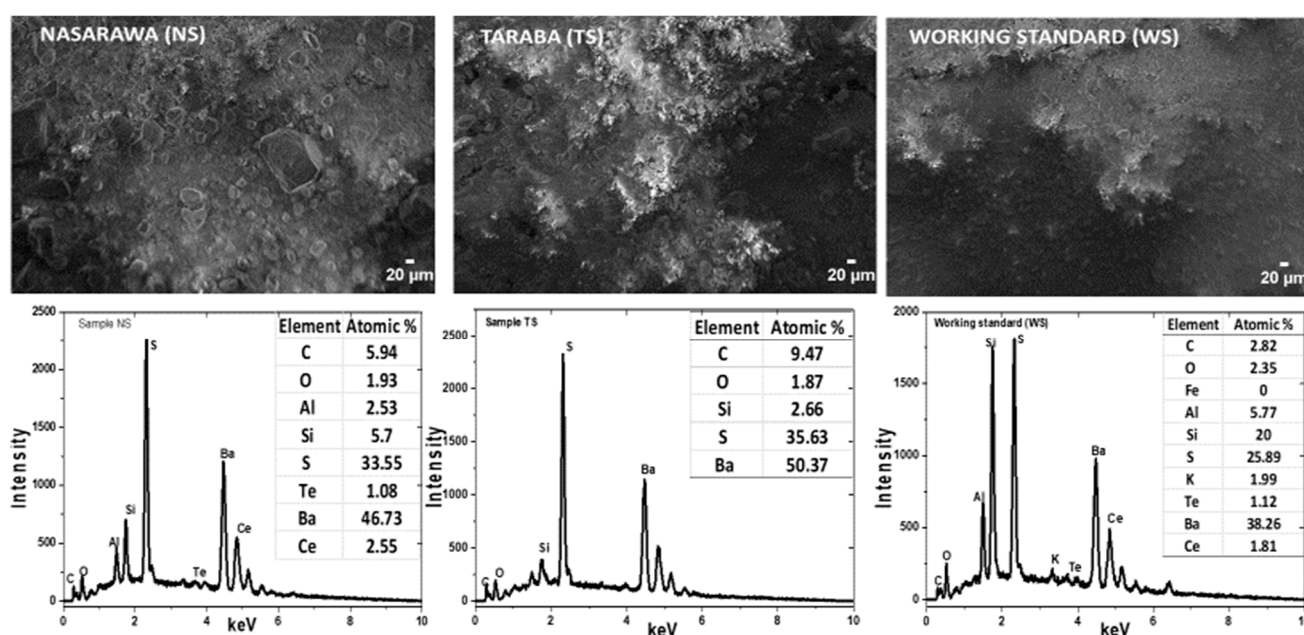 NASARAWA (NS)
20 µm
TARABA (TS)
20 µm
WORKING STANDARD (WS)
20 µm
Sample NS
Intensity
2500
2000
1500
1000
500
0
0 2 4 6 8 10
keV
C O Al Si S Te Ba Ce
Element Atomic %
C 5.94
O 1.93
Al 2.53
Si 5.7
S 33.55
Te 1.08
Ba 46.73
Ce 2.55
Sample TS
Intensity
2500
2000
1500
1000
500
0
0 2 4 6 8 10
keV
C O Si S Ba
Element Atomic %
C 9.47
O 1.87
Si 2.66
S 35.63
Ba 50.37
Working standard (WS)
Intensity
2000
1500
1000
500
0
0 2 4 6 8 1
keV
C O Al Si S K Te Ba Ce
Element Atomic %
C 2.82
O 2.35
Fe 0
Al 5.77
Si 20
S 25.89
K 1.99
Te 1.12
Ba 38.26
Ce 1.81